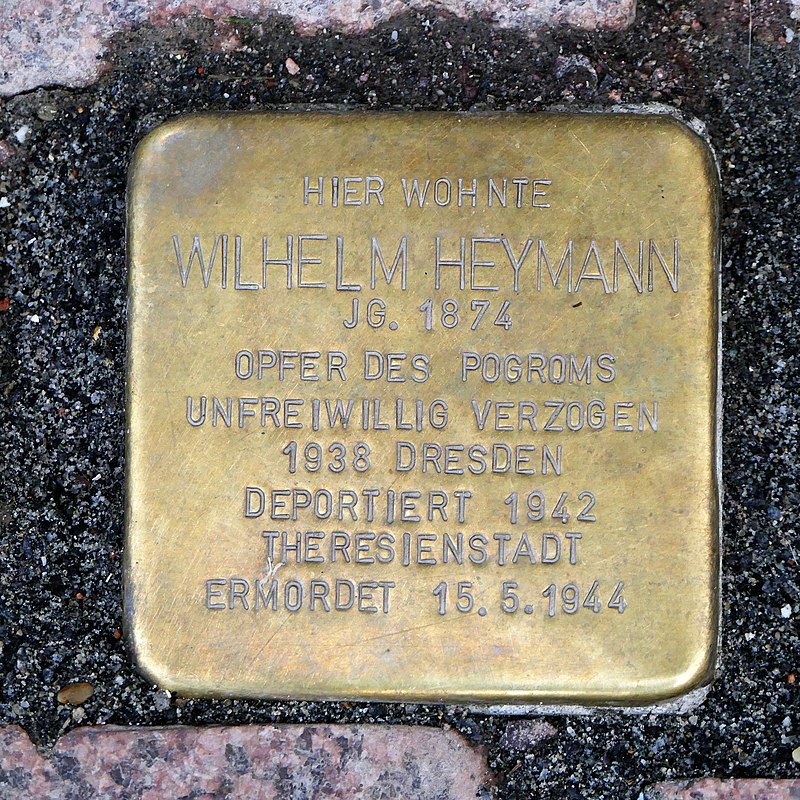 HIER WOHNTE
WILHELM HEYMANN
JG. 1874
OPFER DES POGROMS
UNFREIWILLIG VERZOGEN
1938 DRESDEN
DEPORTIERT 1942
THERESIENSTADT
ERMORDET 15.5.1944